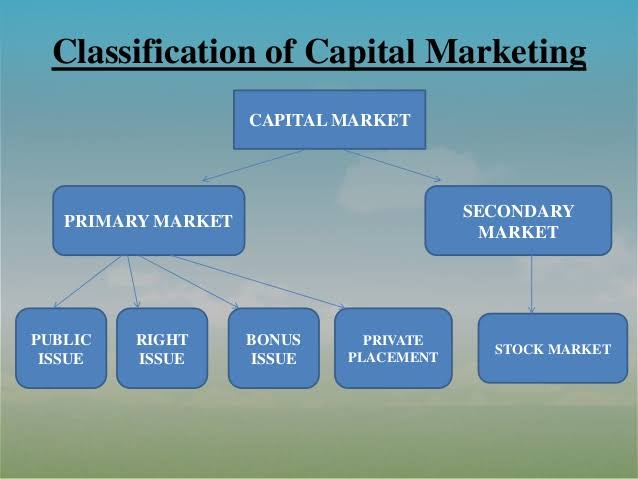 Classification of Capital Marketing
CAPITAL MARKET
PRIMARY MARKET
SECONDARY
MARKET
PUBLIC
ISSUE
RIGHT
ISSUE
BONUS
ISSUE
PRIVATE
PLACEMENT
STOCK MARKET